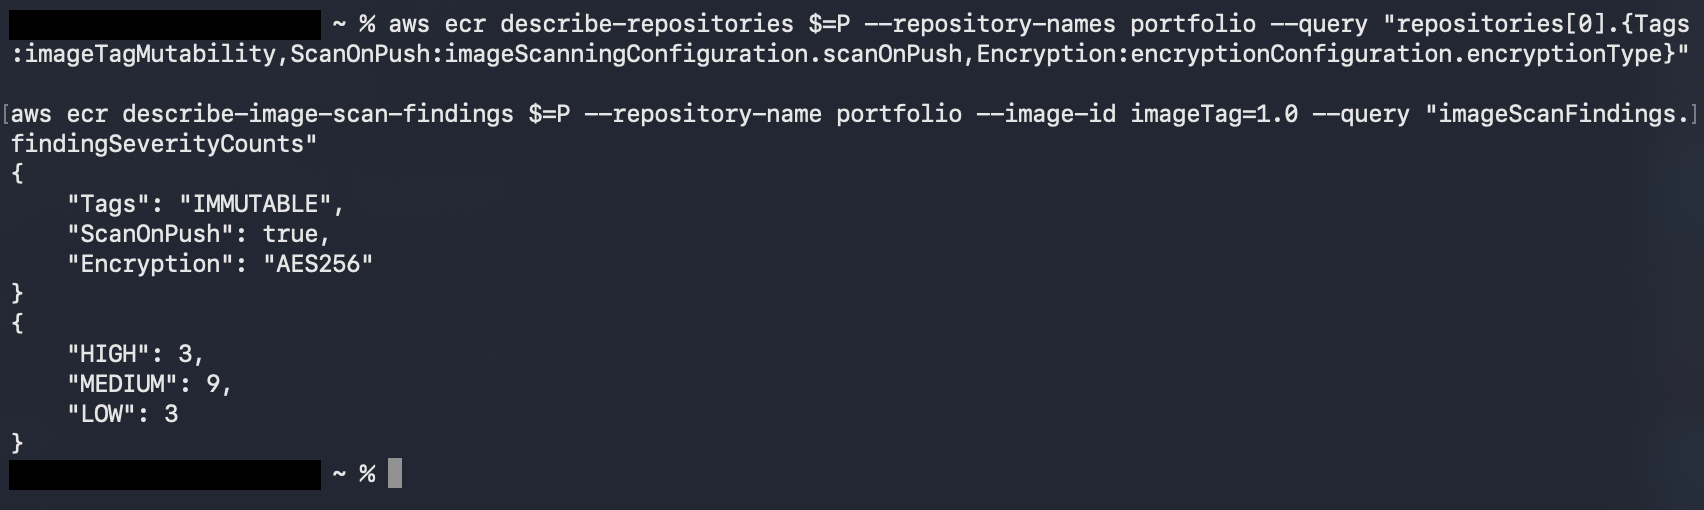 ~ % aws ecr describe-repositories $=P --repository-names portfolio --query "repositories[0].{Tags
:imageTagMutability,ScanOnPush:imageScanningConfiguration.scanOnPush,Encryption:encryptionConfiguration.encryptionType}"
[aws ecr describe-image-scan-findings $=P --repository-name portfolio --image-id imageTag=1.0 --query "imageScanFindings.]
findingSeverityCounts"
{
    "Tags": "IMMUTABLE",
    "ScanOnPush": true,
    "Encryption": "AES256"
}
{
    "HIGH": 3,
    "MEDIUM": 9,
    "LOW": 3
}
~ %